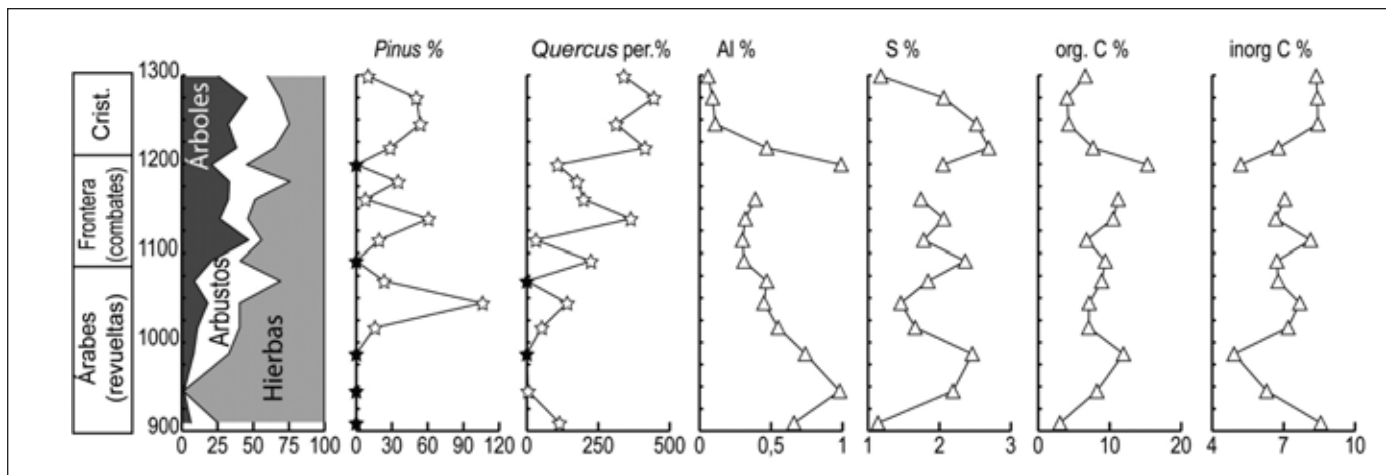 Pinus %
Quercus per.%
Al %
S %
org. C %
inorg C %
Crist.
Frontera
(combates)
Árabes
(revueltas)
1300
1200
1100
1000
900
Árboles
Arbustos
Hierbas
0 25 50 75 100
0 30 60 90 120
0 250 500
0 0,5 1
1 2 3
0 10 20
4 7 10